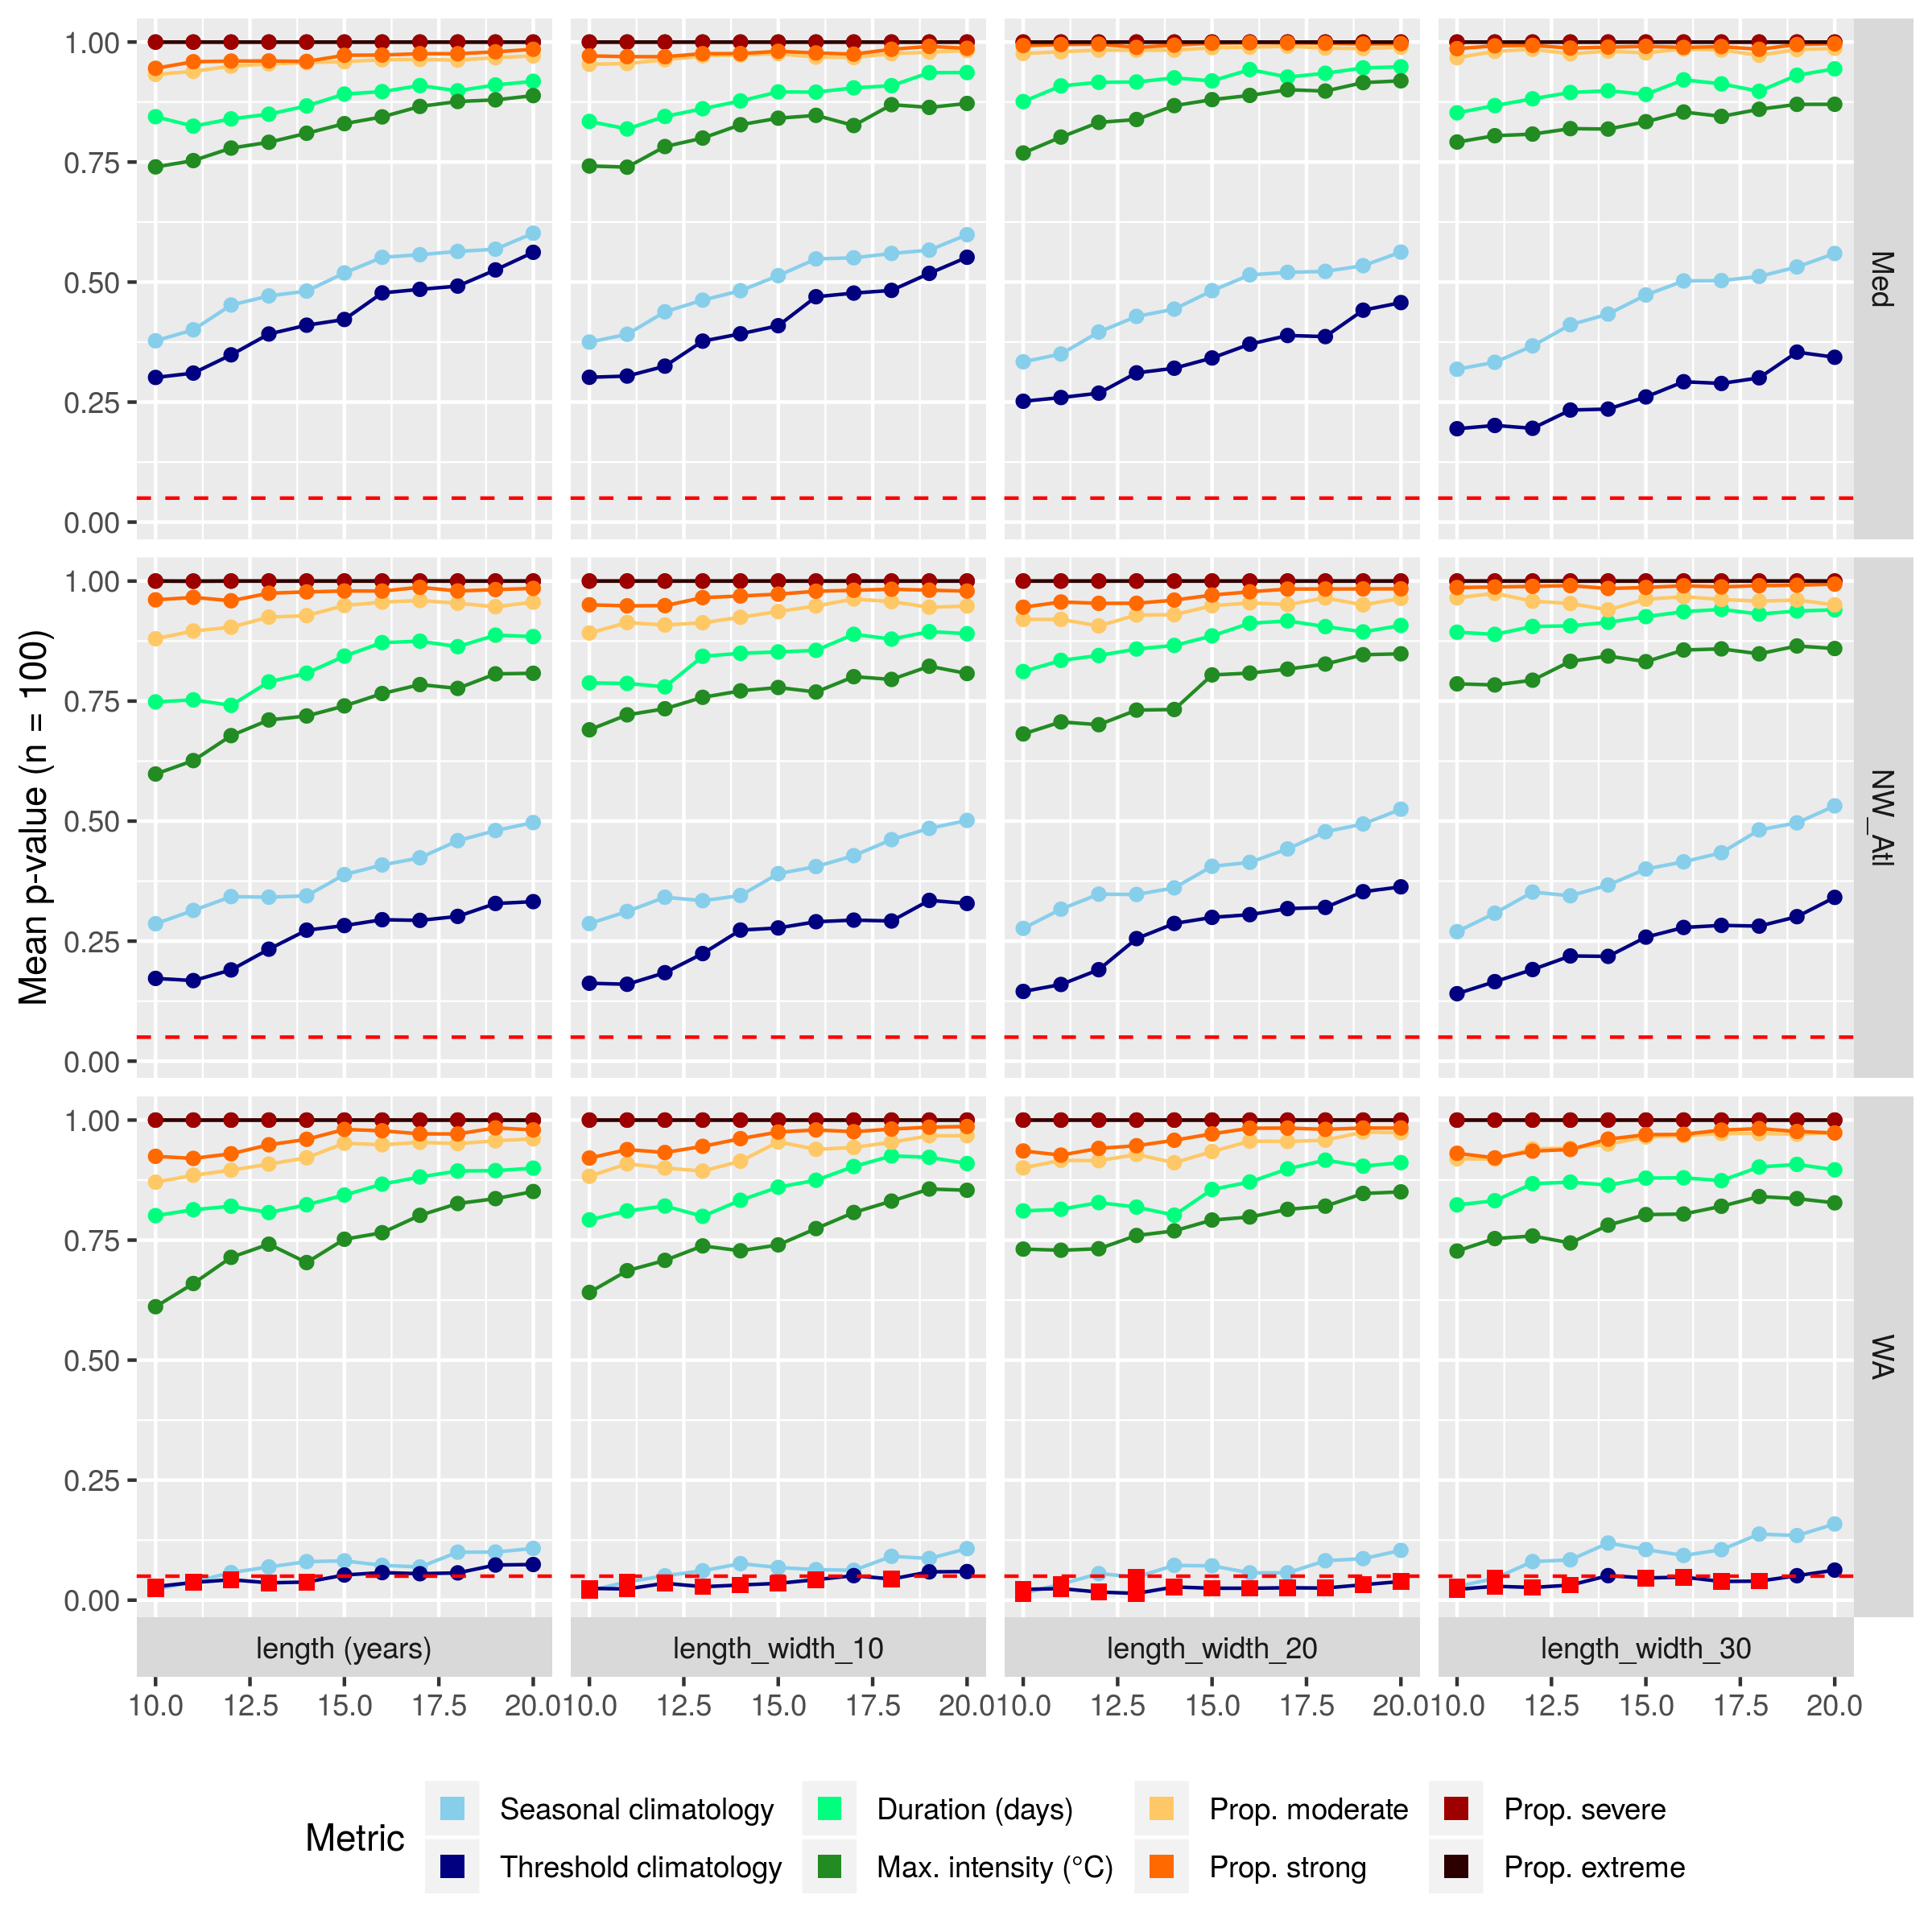 1.00
0.75
0.50
0.25
0.00
Med
1.00
0.75
0.50
0.25
0.00
NW_Atl
Mean p-value (n = 100)
1.00
0.75
0.50
0.25
0.00
WA
length (years) length_width_10 length_width_20 length_width_30
10.0 12.5 15.0 17.5 20.0 10.0 12.5 15.0 17.5 20.0 10.0 12.5 15.0 17.5 20.0 10.0 12.5 15.0 17.5 20.0
Metric
Seasonal climatology Duration (days) Prop. moderate Prop. severe
Threshold climatology Max. intensity (°C) Prop. strong Prop. extreme